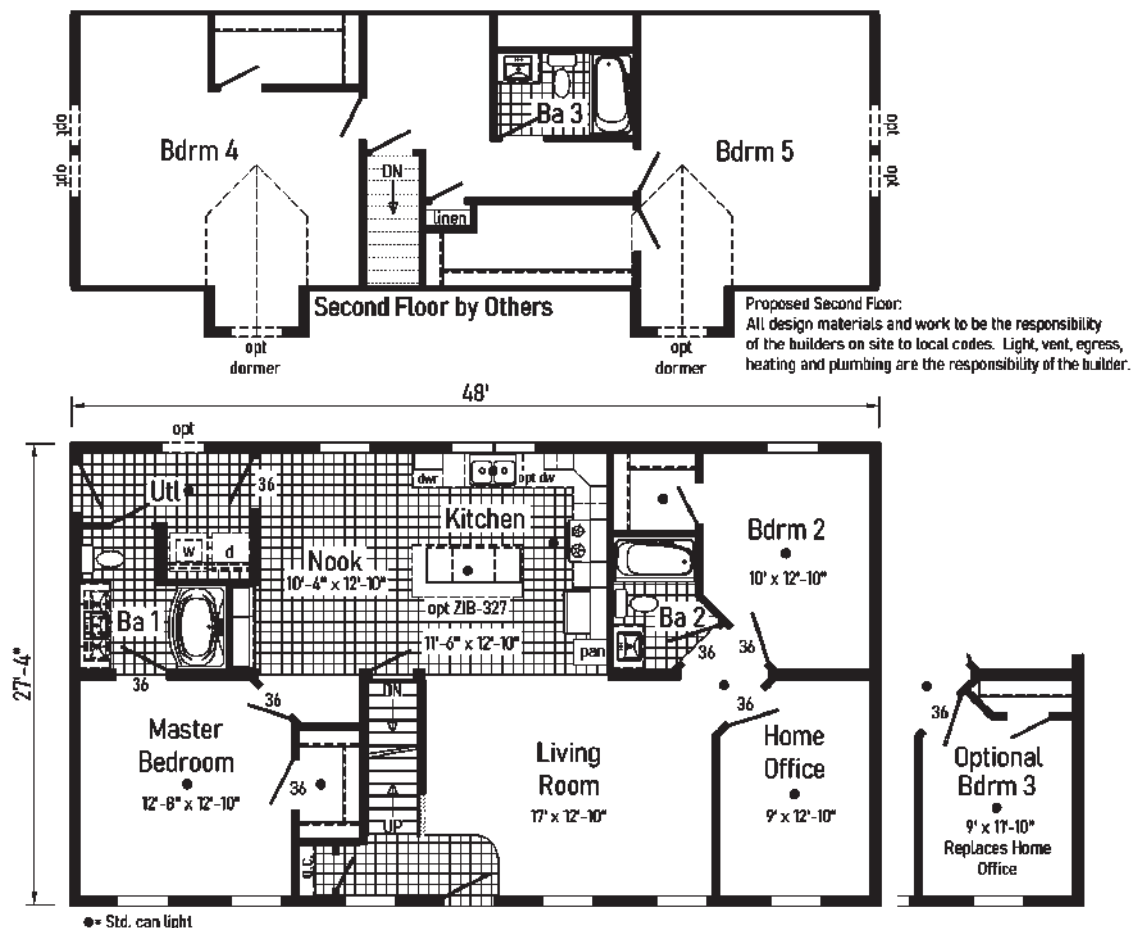 Bdrm 4
Ba 3
Bdrm 5
opt
opt
opt
opt
DN
linen
Second Floor by Others
opt
dormer
opt
dormer
Proposed Second Floor:
All design materials and work to be the responsibility
of the builders on site to local codes. Light, vent, egress,
heating and plumbing are the responsibility of the builder.
48'
27'-4"
opt
Utl
36
w
d
Nook
10'-4" x 12'-10"
dwr
opt dw
Kitchen
opt ZIB-327
11'-6" x 12'-10"
pan
Ba 1
36
36
Ba 2
36
Bdrm 2
10' x 12'-10"
36
36
Master
Bedroom
12'-8" x 12'-10"
36
DN
UP
g.c.
Living
Room
17' x 12'-10"
Home
Office
9' x 12'-10"
36
Optional
Bdrm 3
9' x 11'-10"
Replaces Home
Office
●= Std. can light